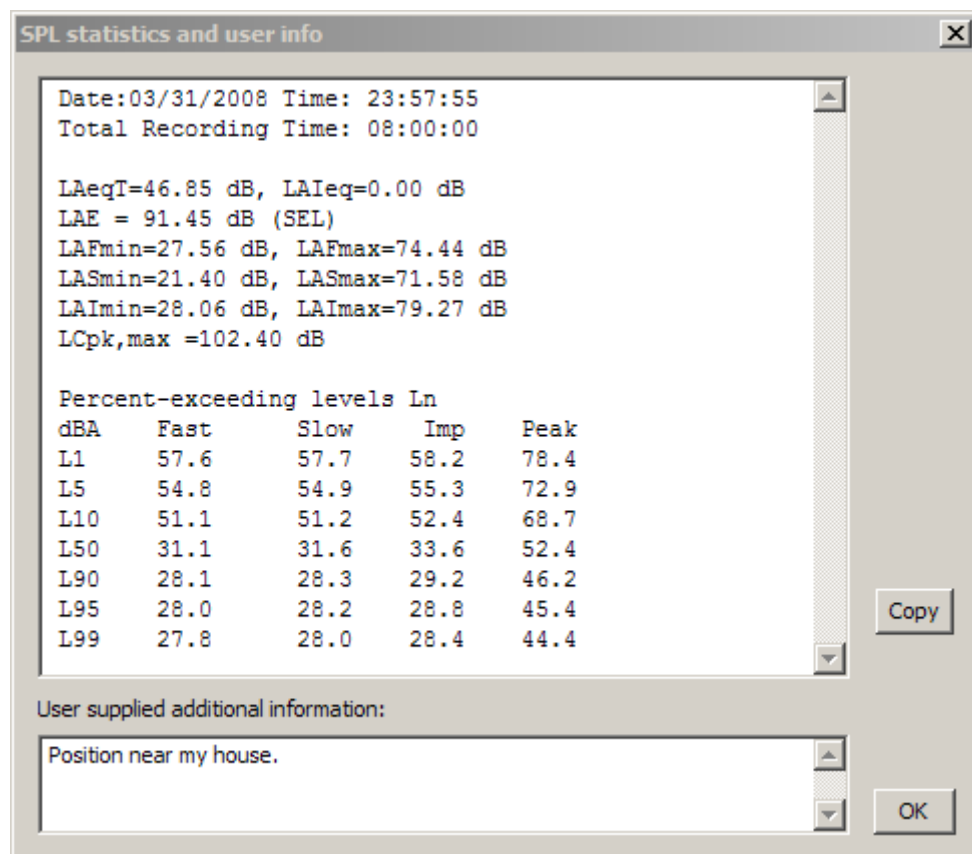 SPL statistics and user info
Date:03/31/2008 Time: 23:57:55
Total Recording Time: 08:00:00
LAeqT=46.85 dB, LAIeq=0.00 dB
LAE = 91.45 dB (SEL)
LAFmin=27.56 dB, LAFmax=74.44 dB
LASmin=21.40 dB, LASmax=71.58 dB
LAImin=28.06 dB, LAImax=79.27 dB
LCpk,max =102.40 dB
Percent-exceeding levels Ln
dBA Fast Slow Imp Peak
L1 57.6 57.7 58.2 78.4
L5 54.8 54.9 55.3 72.9
L10 51.1 51.2 52.4 68.7
L50 31.1 31.6 33.6 52.4
L90 28.1 28.3 29.2 46.2
L95 28.0 28.2 28.8 45.4
L99 27.8 28.0 28.4 44.4
Copy
User supplied additional information:
Position near my house.
OK